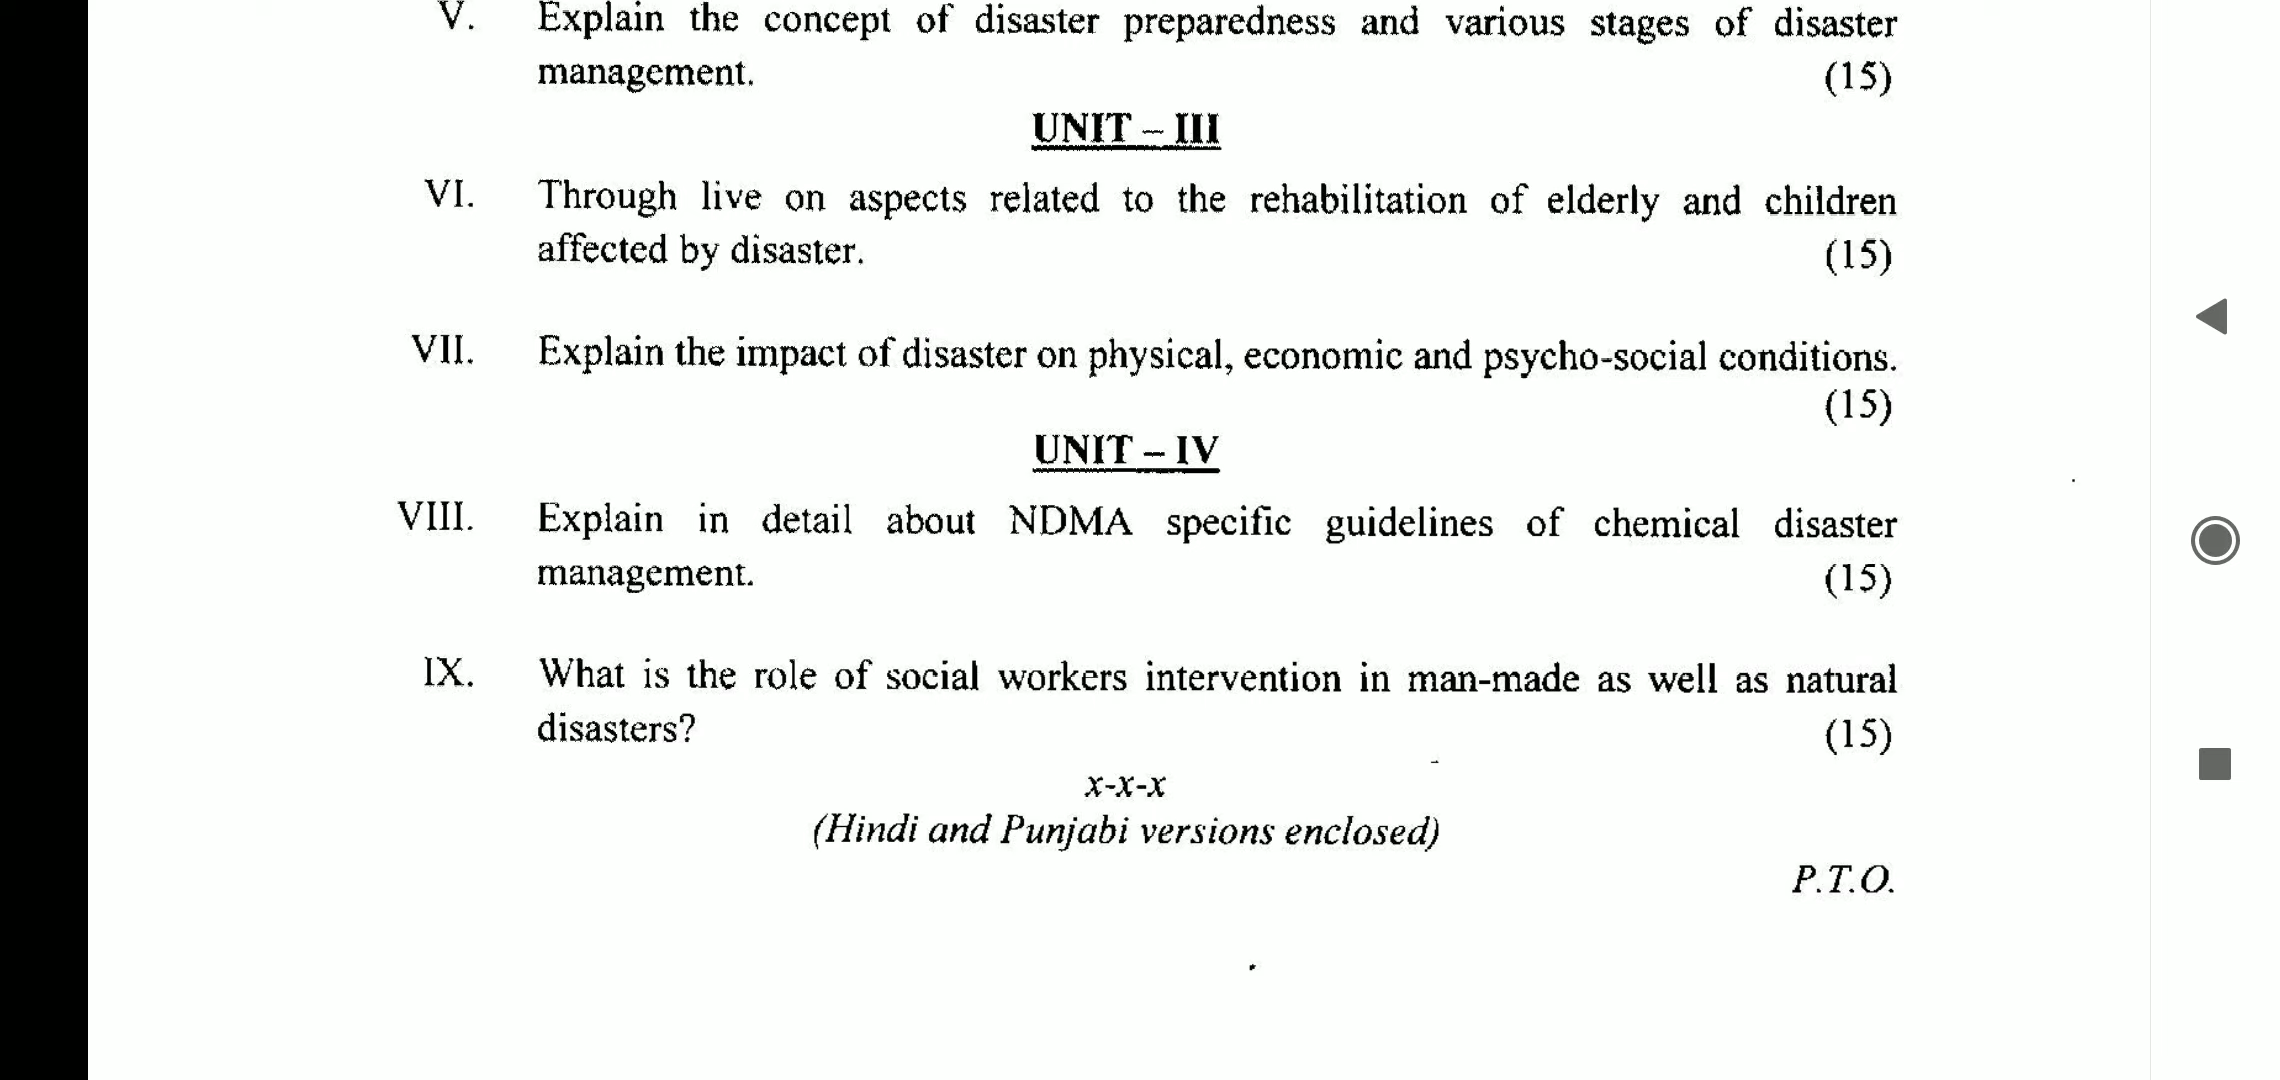 V. Explain the concept of disaster preparedness and various stages of disaster
management. (15)
UNIT – III
VI. Through live on aspects related to the rehabilitation of elderly and children
affected by disaster. (15)
VII. Explain the impact of disaster on physical, economic and psycho-social conditions.
(15)
UNIT – IV
VIII. Explain in detail about NDMA specific guidelines of chemical disaster
management. (15)
IX. What is the role of social workers intervention in man-made as well as natural
disasters? (15)
x-x-x
(Hindi and Punjabi versions enclosed)
P.T.O.